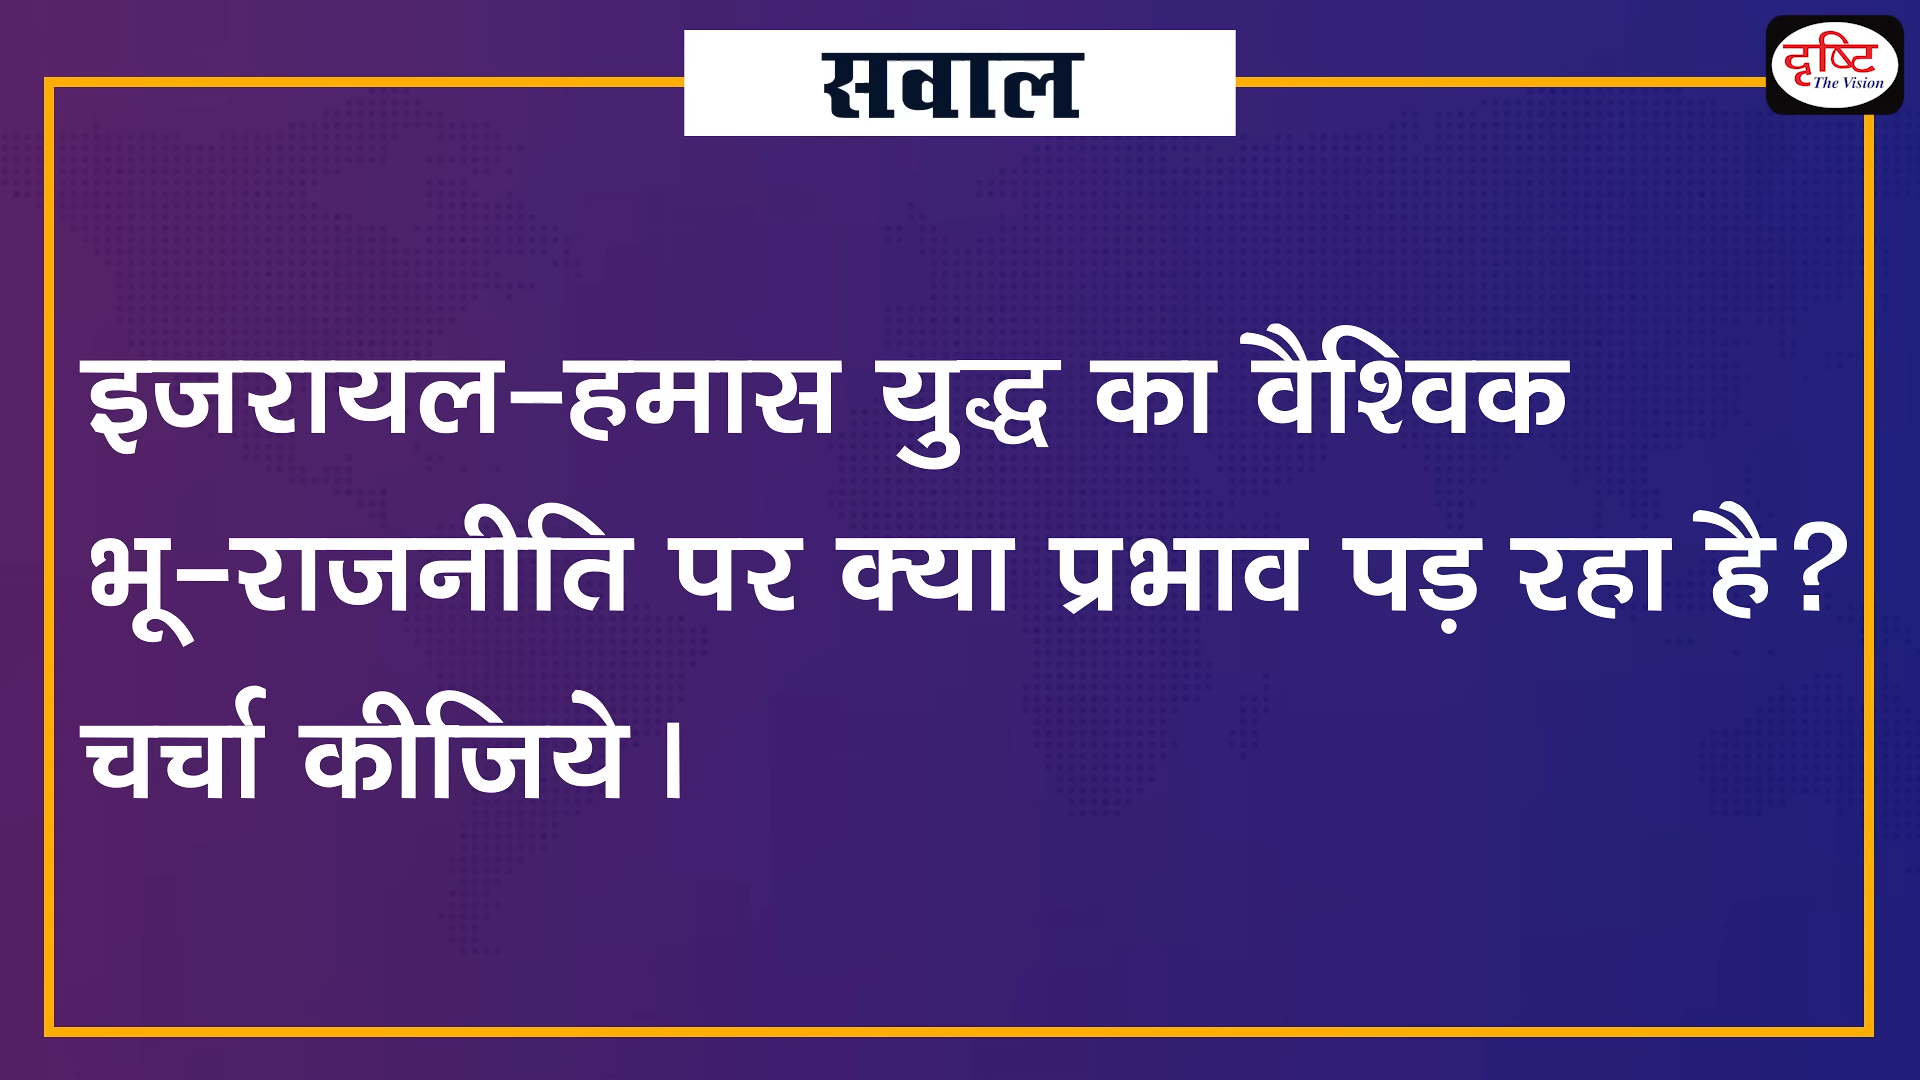 सवाल
दृष्टि
The Vision
इजरायल-हमास युद्ध का वैश्विक
भू-राजनीति पर क्या प्रभाव पड़ रहा है?
चर्चा कीजिये।